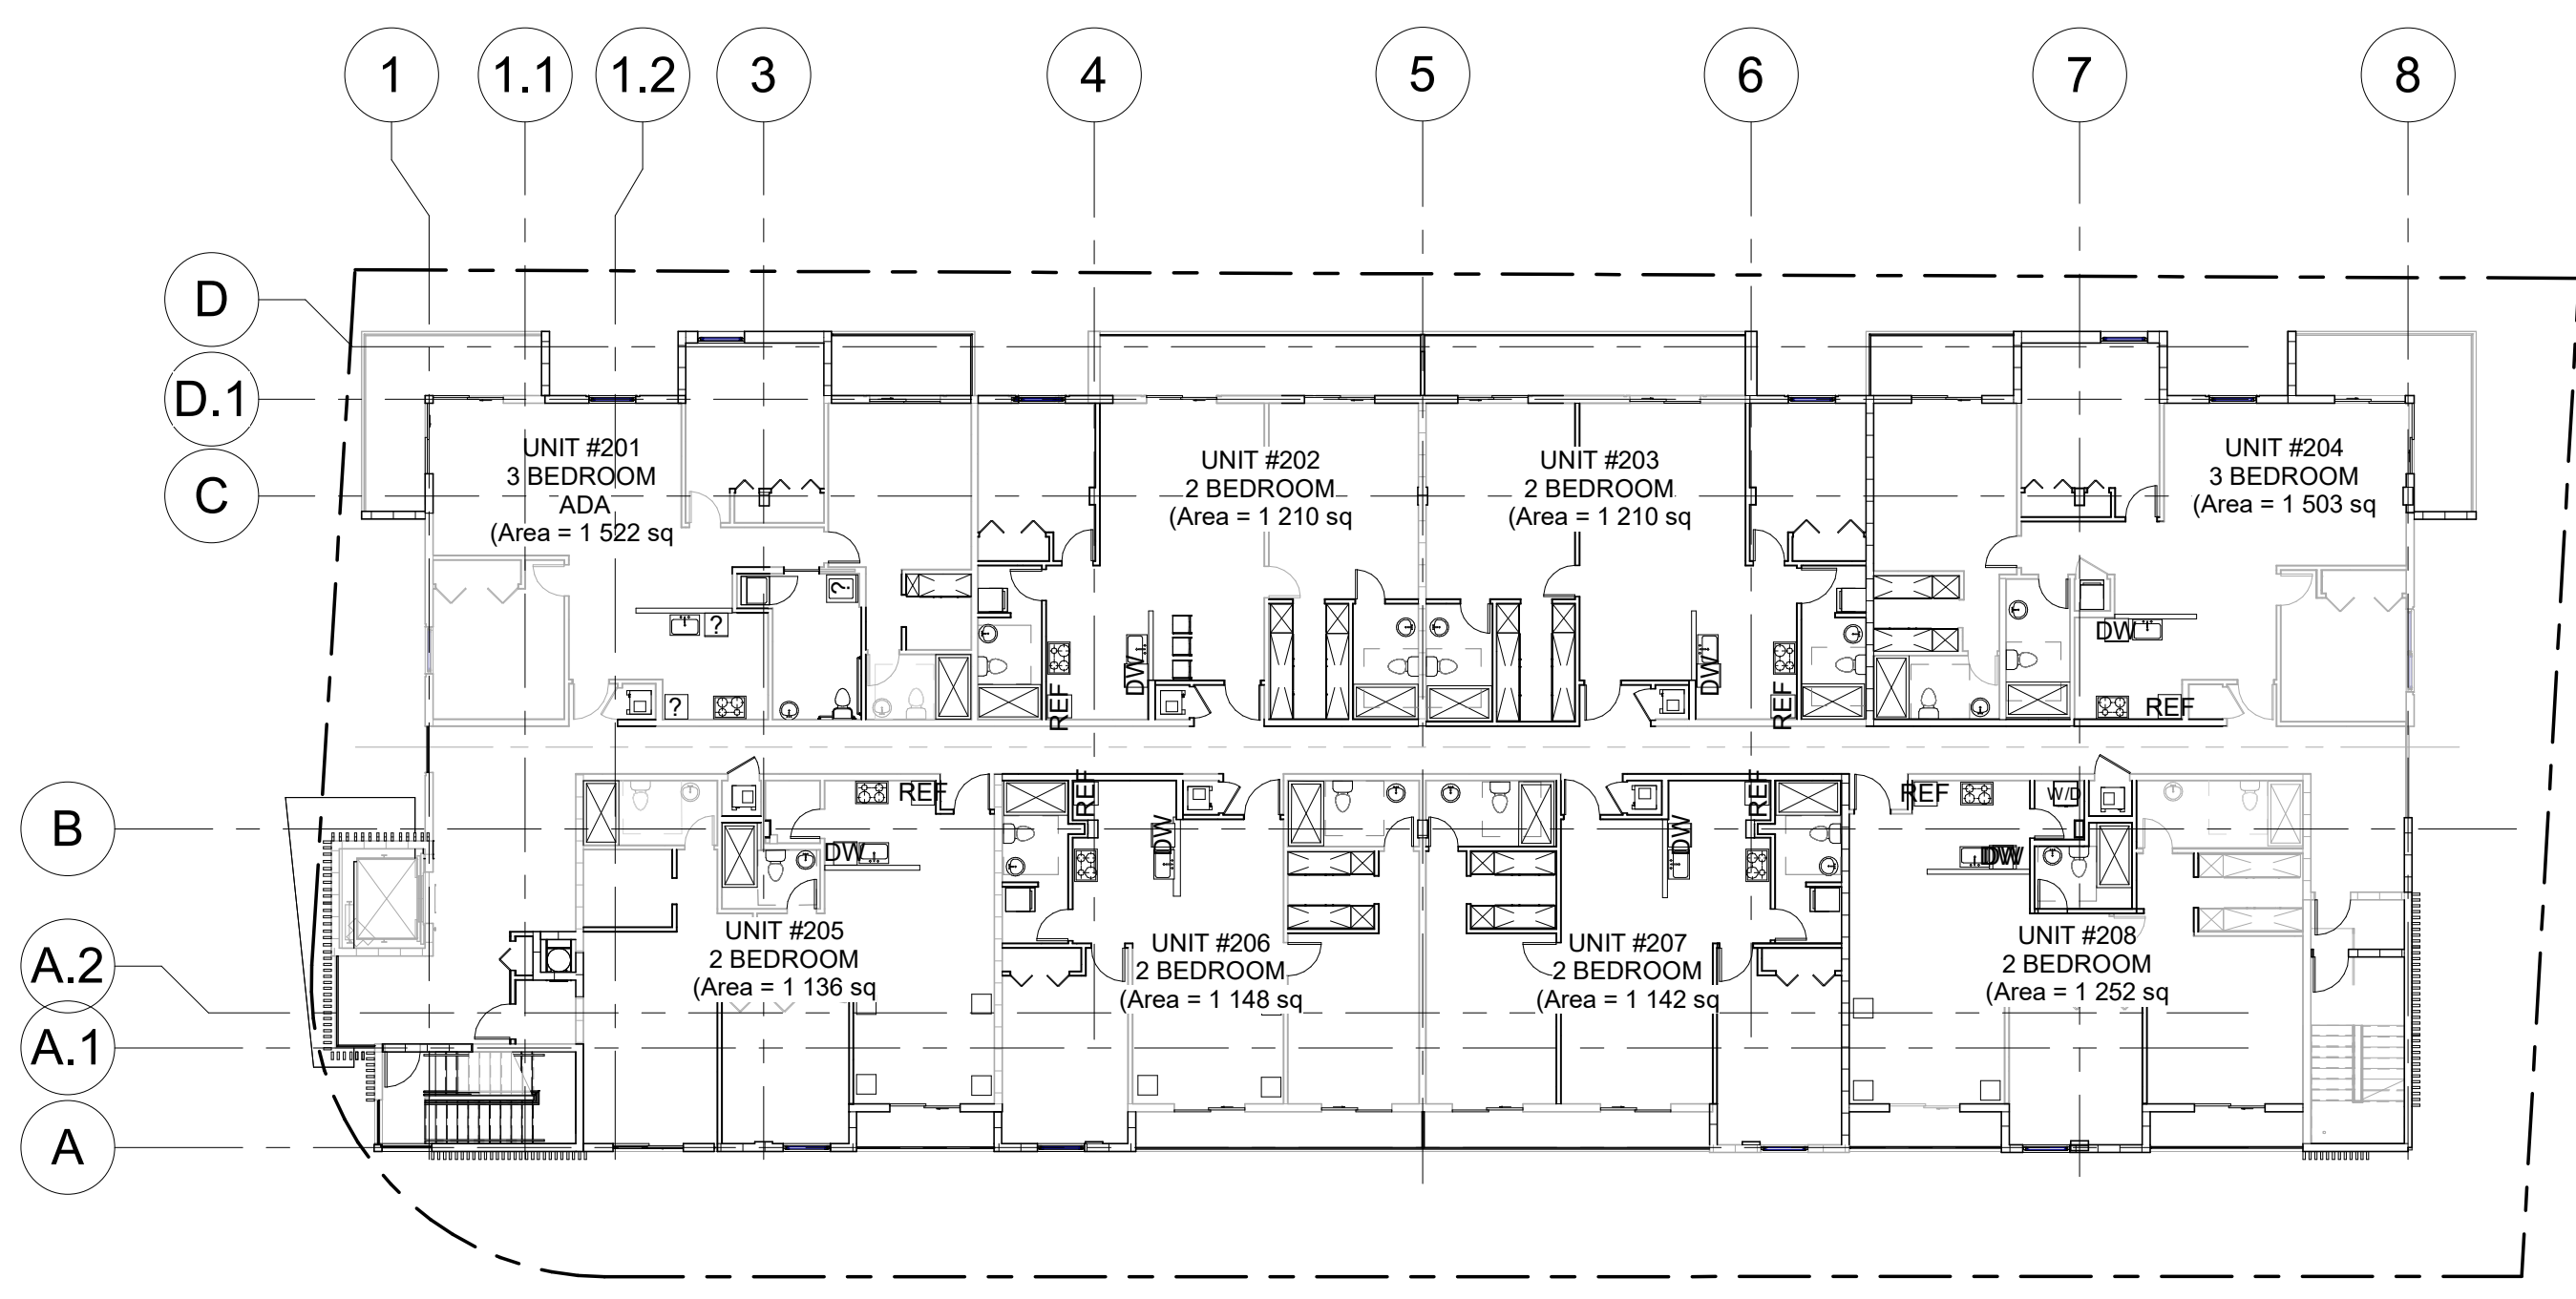 1
1.1
1.2
3
4
5
6
7
8
D
D.1
C
B
A.2
A.1
A
UNIT #201
3 BEDROOM
ADA
(Area = 1 522 sq
UNIT #202
2 BEDROOM
(Area = 1 210 sq
UNIT #203
2 BEDROOM
(Area = 1 210 sq
UNIT #204
3 BEDROOM
(Area = 1 503 sq
?
?
?
DW
REF
DW
REF
DW
REF
REF
DW
REF
DW
REF
DW
REF
W/D
DW
UNIT #205
2 BEDROOM
(Area = 1 136 sq
UNIT #206
2 BEDROOM
(Area = 1 148 sq
UNIT #207
2 BEDROOM
(Area = 1 142 sq
UNIT #208
2 BEDROOM
(Area = 1 252 sq